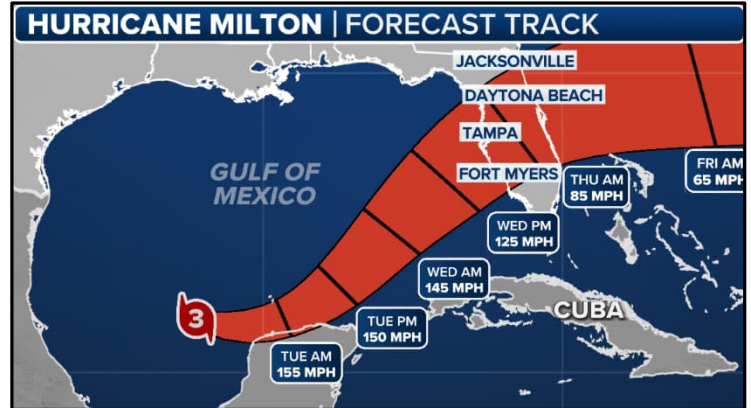 HURRICANE MILTON | FORECAST TRACK
JACKSONVILLE
DAYTONA BEACH
TAMPA
FORT MYERS
GULF OF
MEXICO
FRI AM
65 MPH
THU AM
85 MPH
WED PM
125 MPH
WED AM
145 MPH
CUBA
3
TUE PM
150 MPH
TUE AM
155 MPH